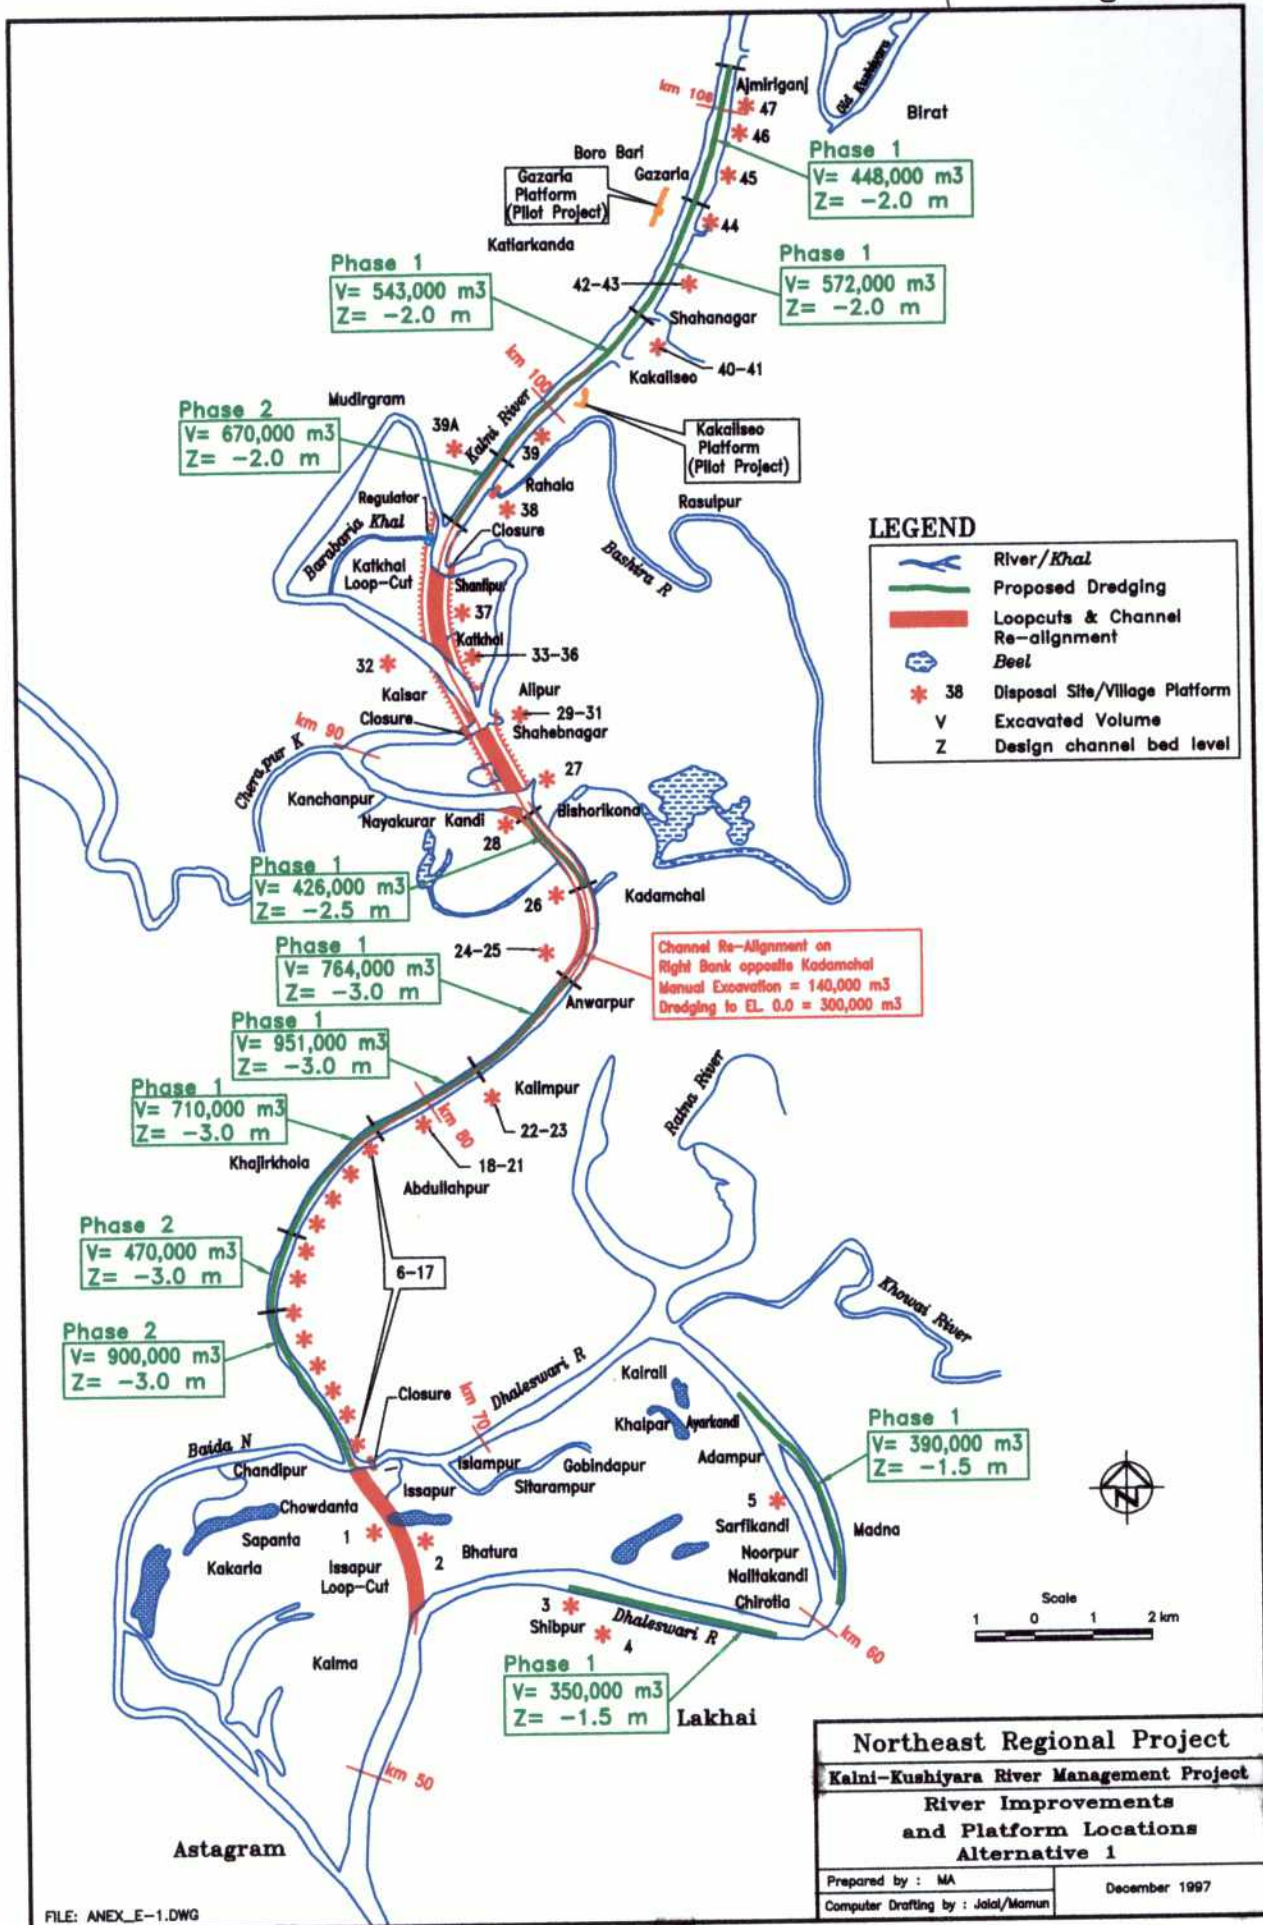 Old Kushiyara
Ajmiriganj
km 108
47
Birat
46
Boro Bari
Phase 1
V= 448,000 m3
Z= -2.0 m
Gazaria
Platform
(Pilot Project)
Gazaria
45
44
Katiarkanda
Phase 1
V= 543,000 m3
Z= -2.0 m
Phase 1
V= 572,000 m3
Z= -2.0 m
42-43
Shahanagar
40-41
Kakailseo
km 100
Mudirgram
Kalni River
Phase 2
V= 670,000 m3
Z= -2.0 m
39A
39
Kakailseo
Platform
(Pilot Project)
Rahala
Regulator
38
Rasulpur
Barabaria Khal
Closure
Katkhal
Loop-Cut
Bashira R
Shantipur
37
Katkhal
33-36
32
Kaisar
Alipur
29-31
Closure
Shahebnagar
km 90
Cherapur K
27
Kanchanpur
Bishorikona
Nayakurar Kandi
28
LEGEND
River/Khal
Proposed Dredging
Loopcuts & Channel
Re-alignment
Beel
38 Disposal Site/Village Platform
V Excavated Volume
Z Design channel bed level
Phase 1
V= 426,000 m3
Z= -2.5 m
26
Kadamchal
24-25
Phase 1
V= 764,000 m3
Z= -3.0 m
Channel Re-Alignment on
Right Bank opposite Kadamchal
Manual Excavation = 140,000 m3
Dredging to EL. 0.0 = 300,000 m3
Anwarpur
Phase 1
V= 951,000 m3
Z= -3.0 m
Kalimpur
Phase 1
V= 710,000 m3
Z= -3.0 m
km 80
22-23
Ratna River
Khajirkhola
18-21
Abdullahpur
Phase 2
V= 470,000 m3
Z= -3.0 m
6-17
Khowai River
Phase 2
V= 900,000 m3
Z= -3.0 m
Closure
Dhaleswari R
km 70
Kairail
Khalpar
Ayarkandi
Phase 1
V= 390,000 m3
Z= -1.5 m
Baida N
Chandipur
Islampur
Gobindapur
Adampur
Issapur
Sitarampur
Chowdanta
5
N
Sapanta
1
2
Bhatura
Sarfikandi
Madna
Kakaria
Issapur
Loop-Cut
Noorpur
Nalitakandi
Chirotia
3
Shibpur
4
Dhaleswari R
km 60
Scale
1 0 1 2 km
Kalma
Phase 1
V= 350,000 m3
Z= -1.5 m
Lakhai
km 50
Astagram
Northeast Regional Project
Kalni-Kushiyara River Management Project
River Improvements
and Platform Locations
Alternative 1
Prepared by : MA
Computer Drafting by : Jalal/Mamun
December 1997
FILE: ANEX_E-1.DWG